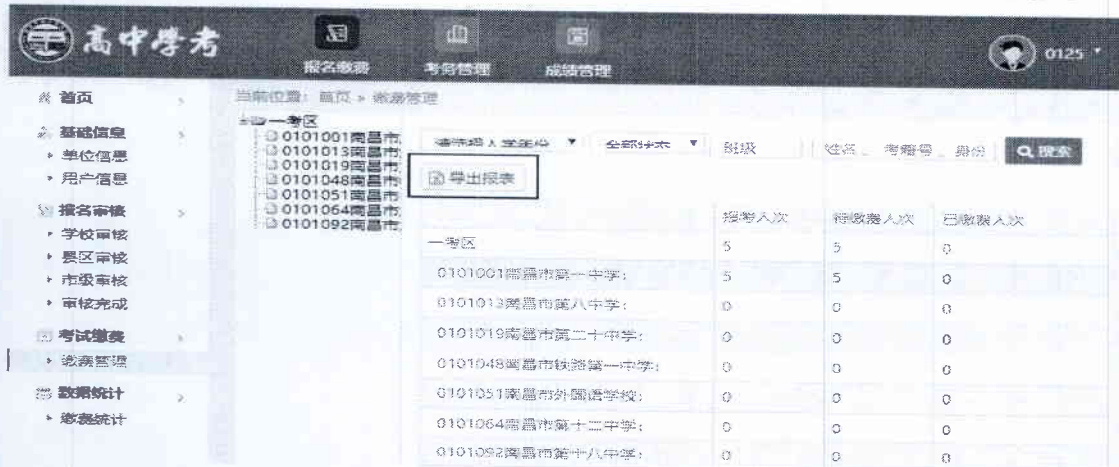 高中學考
报名缴费
考务管理
成绩管理
0125
首页
基础信息
单位信息
用户信息
报名审核
学校审核
县区审核
市级审核
审核完成
考试缴费
缴费管理
数据统计
缴费统计
当前位置：首页 » 缴费管理
一考区
0101001南昌市
0101013南昌市
0101019南昌市
0101048南昌市
0101051南昌市
0101064南昌市
0101092南昌市
请选择入学年份 全部状态 班级 姓名、考籍号、身份 搜索
导出报表
报考人次 待缴费人次 已缴费人次
一考区 5 5 0
0101001南昌市第一中学: 5 5 0
0101013南昌市第八中学: 0 0 0
0101019南昌市第二十中学: 0 0 0
0101048南昌市铁路第一中学: 0 0 0
0101051南昌市外国语学校: 0 0 0
0101064南昌市第十二中学: 0 0 0
0101092南昌市第十八中学: 0 0 0